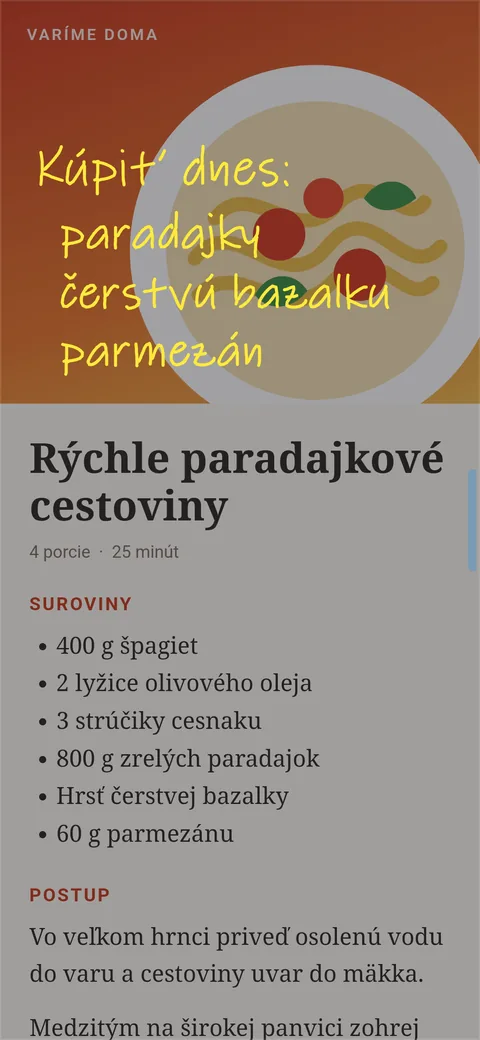 VARÍME DOMA
Kúpiť dnes:
paradajky
čerstvú bazalku
parmezán
Rýchle paradajkové
cestoviny
4 porcie · 25 minút
SUROVINY
• 400 g špagiet
• 2 lyžice olivového oleja
• 3 strúčiky cesnaku
• 800 g zrelých paradajok
• Hrsť čerstvej bazalky
• 60 g parmezánu
POSTUP
Vo veľkom hrnci priveď osolenú vodu
do varu a cestoviny uvar do mäkka.
Medzitým na širokej panvici zohrej